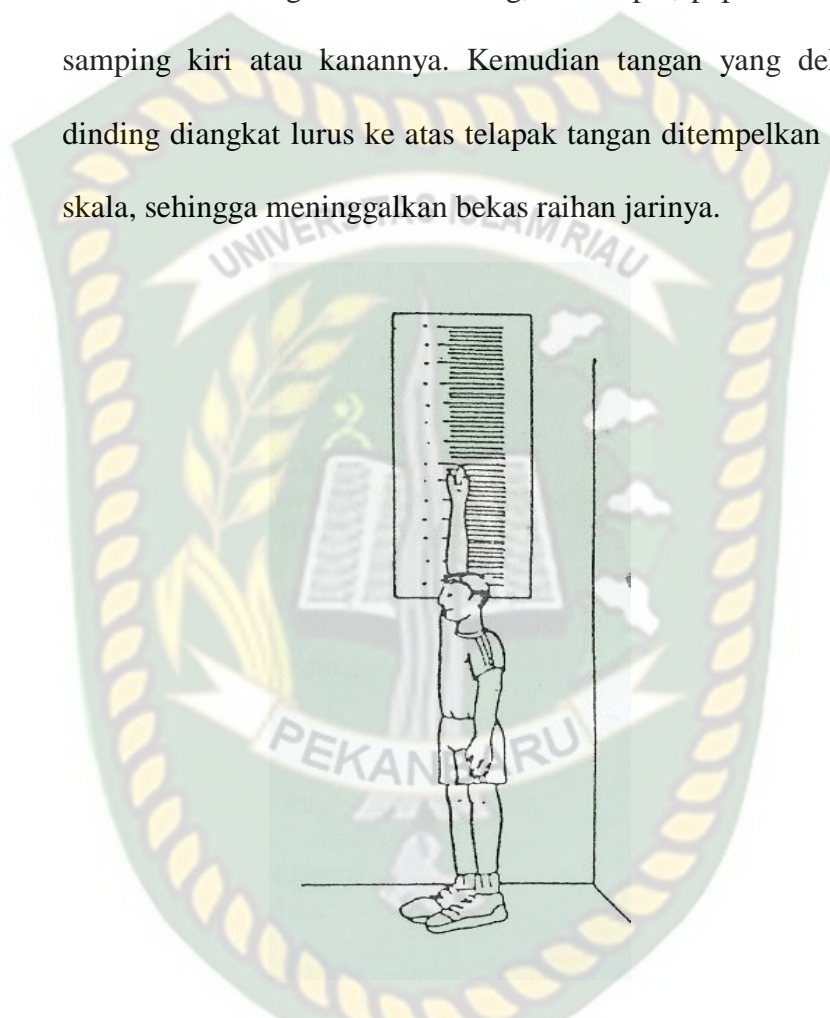 samping kiri atau kanannya. Kemudian tangan yang
dinding diangkat lurus ke atas telapak tangan ditempelkan
skala, sehingga meninggalkan bekas raihan jarinya.
UNIVERSITAS ISLAM RIAU
PEKANBARU